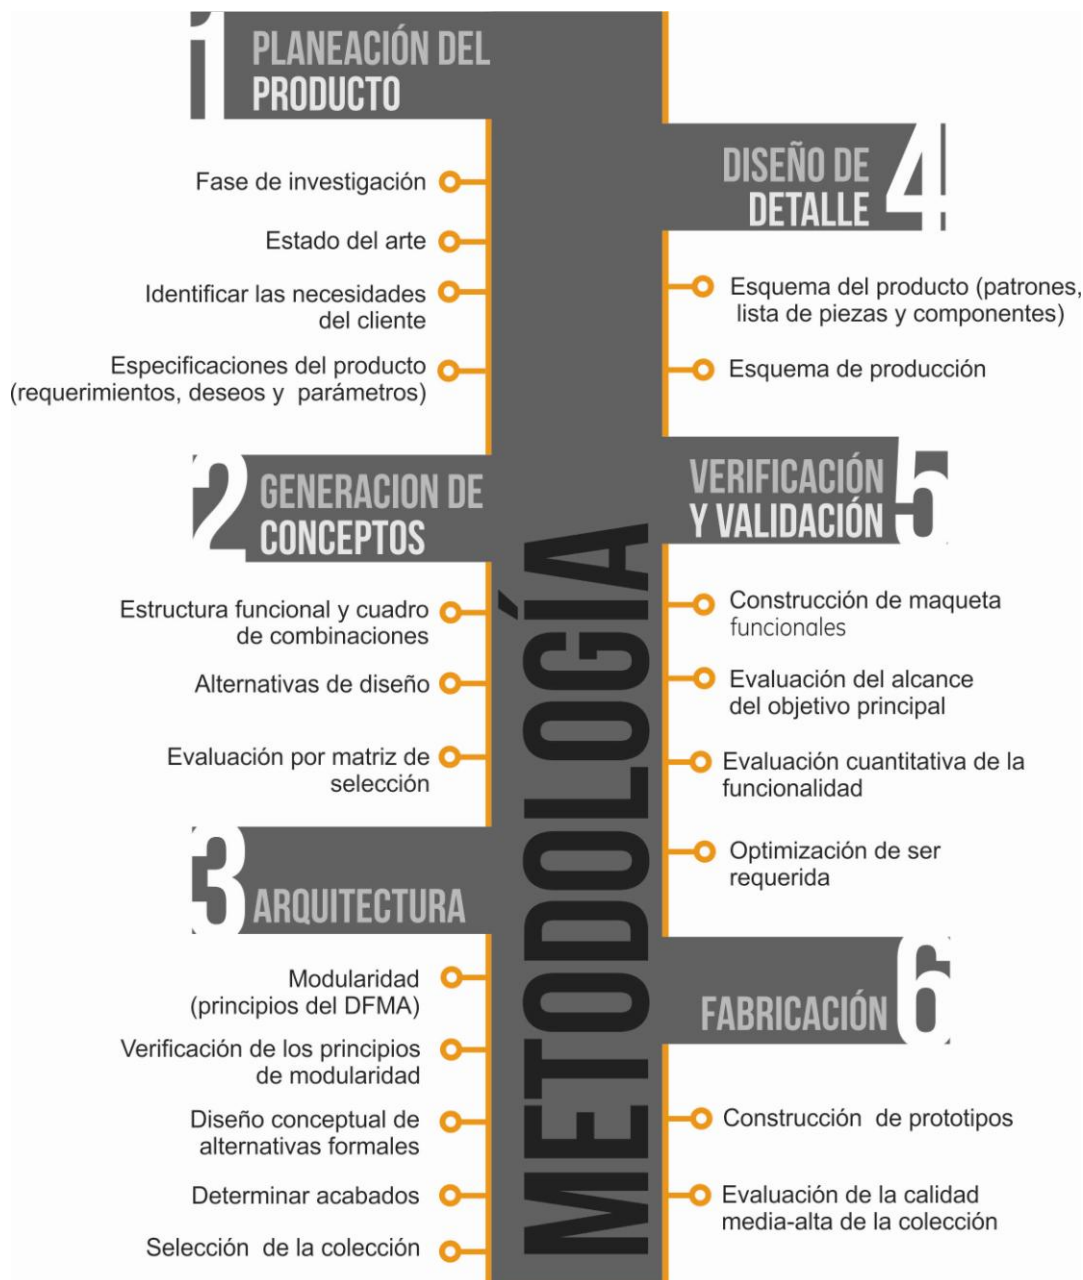 1
PLANEACIÓN DEL
PRODUCTO
Fase de investigación
Estado del arte
Identificar las necesidades
del cliente
Especificaciones del producto
(requerimientos, deseos y parámetros)
2
GENERACION DE
CONCEPTOS
Estructura funcional y cuadro
de combinaciones
Alternativas de diseño
Evaluación por matriz de
selección
3
ARQUITECTURA
Modularidad
(principios del DFMA)
Verificación de los principios
de modularidad
Diseño conceptual de
alternativas formales
Determinar acabados
Selección de la colección
METODOLOGÍA
4
DISEÑO DE
DETALLE
Esquema del producto (patrones,
lista de piezas y componentes)
Esquema de producción
5
VERIFICACIÓN
Y VALIDACIÓN
Construcción de maqueta
funcionales
Evaluación del alcance
del objetivo principal
Evaluación cuantitativa de la
funcionalidad
Optimización de ser
requerida
6
FABRICACIÓN
Construcción de prototipos
Evaluación de la calidad
media-alta de la colección